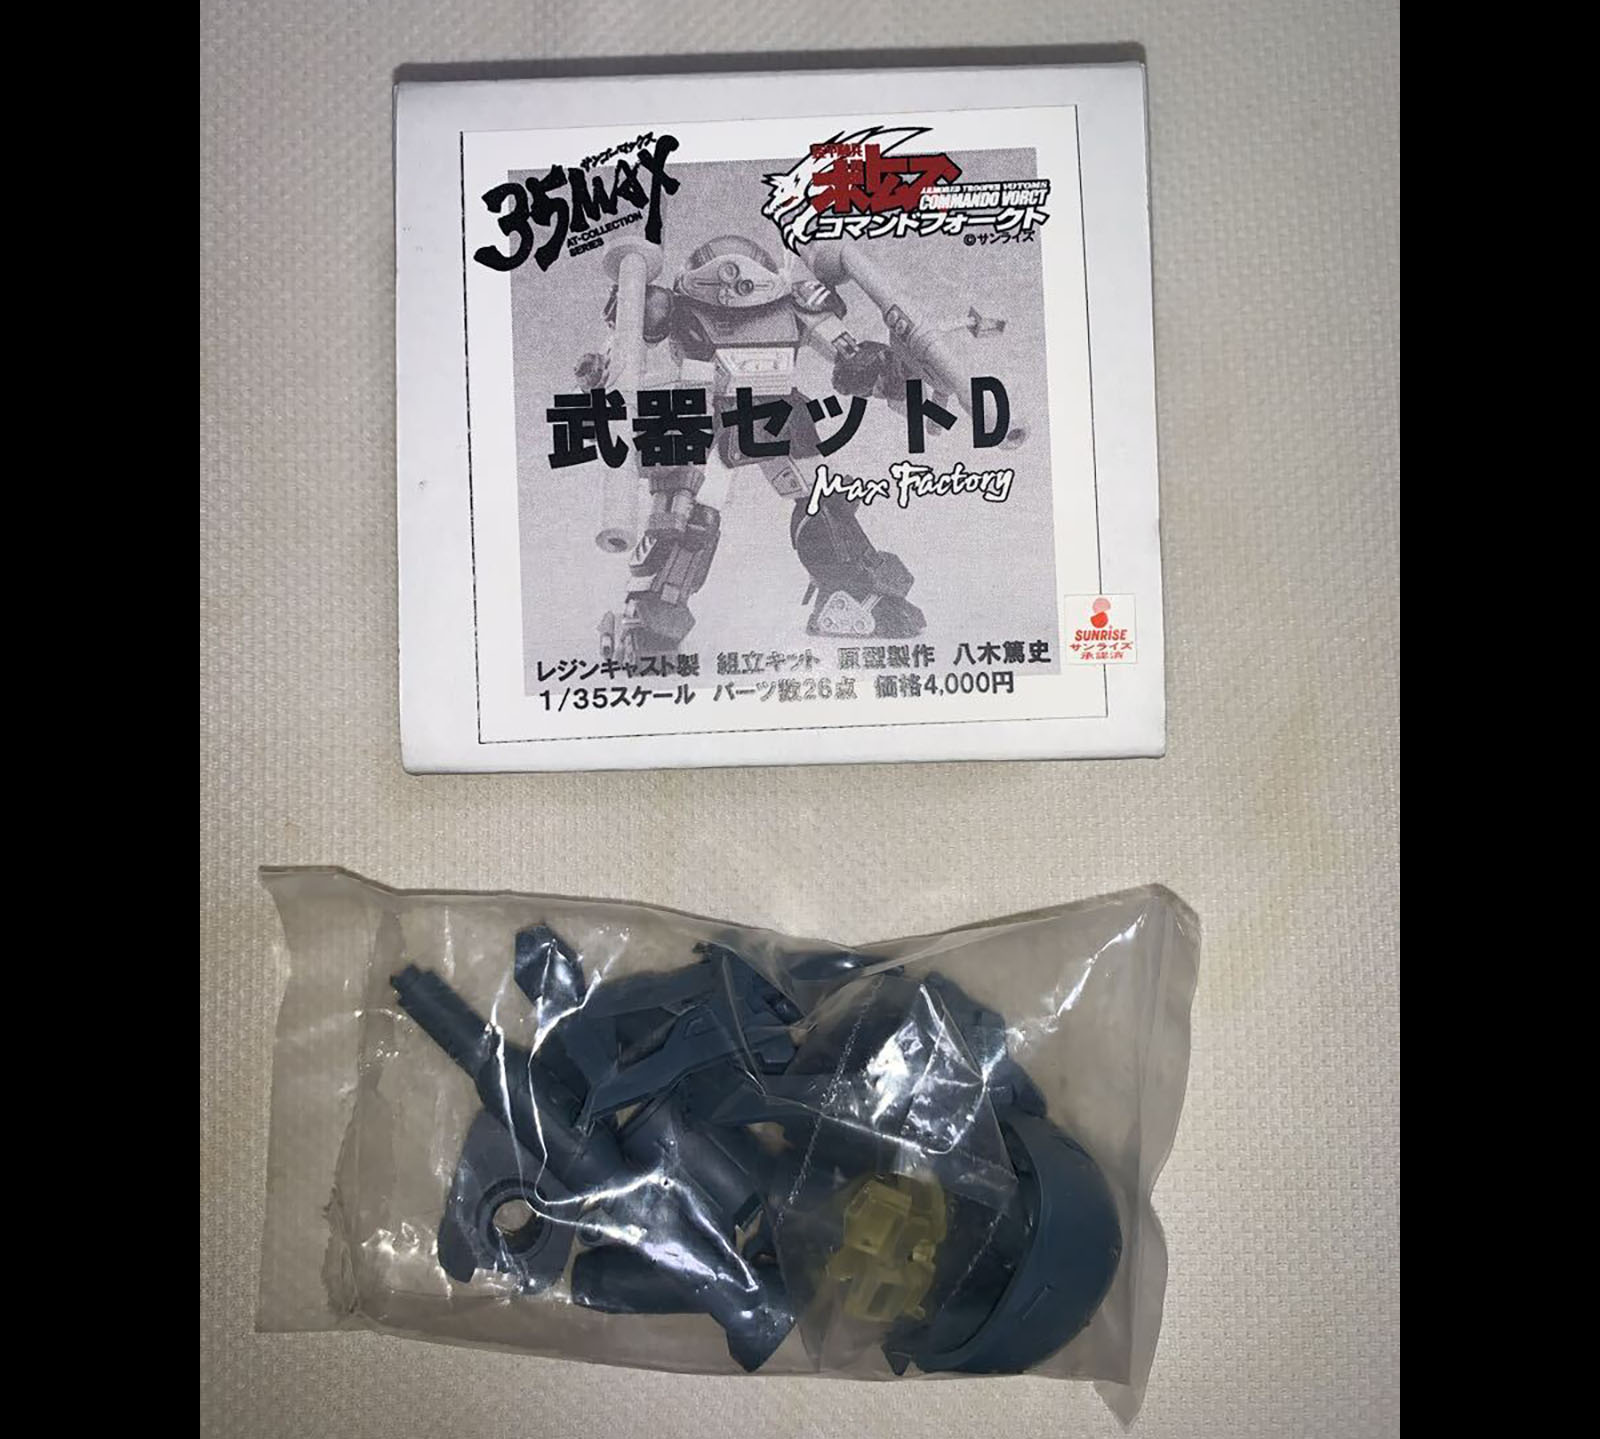 サンゴーマックス
35MAX
AT-COLLECTION
SERIES
装甲騎兵
ボトムズ
ARMORED TROOPER VOTOMS
COMMANDO VORCT
コマンドフォークト
©サンライズ
武器セットD
Max Factory
レジンキャスト製 組立キット 原型製作 八木篤史
1/35スケール パーツ数26点 価格4,000円
SUNRISE
サンライズ
承認済